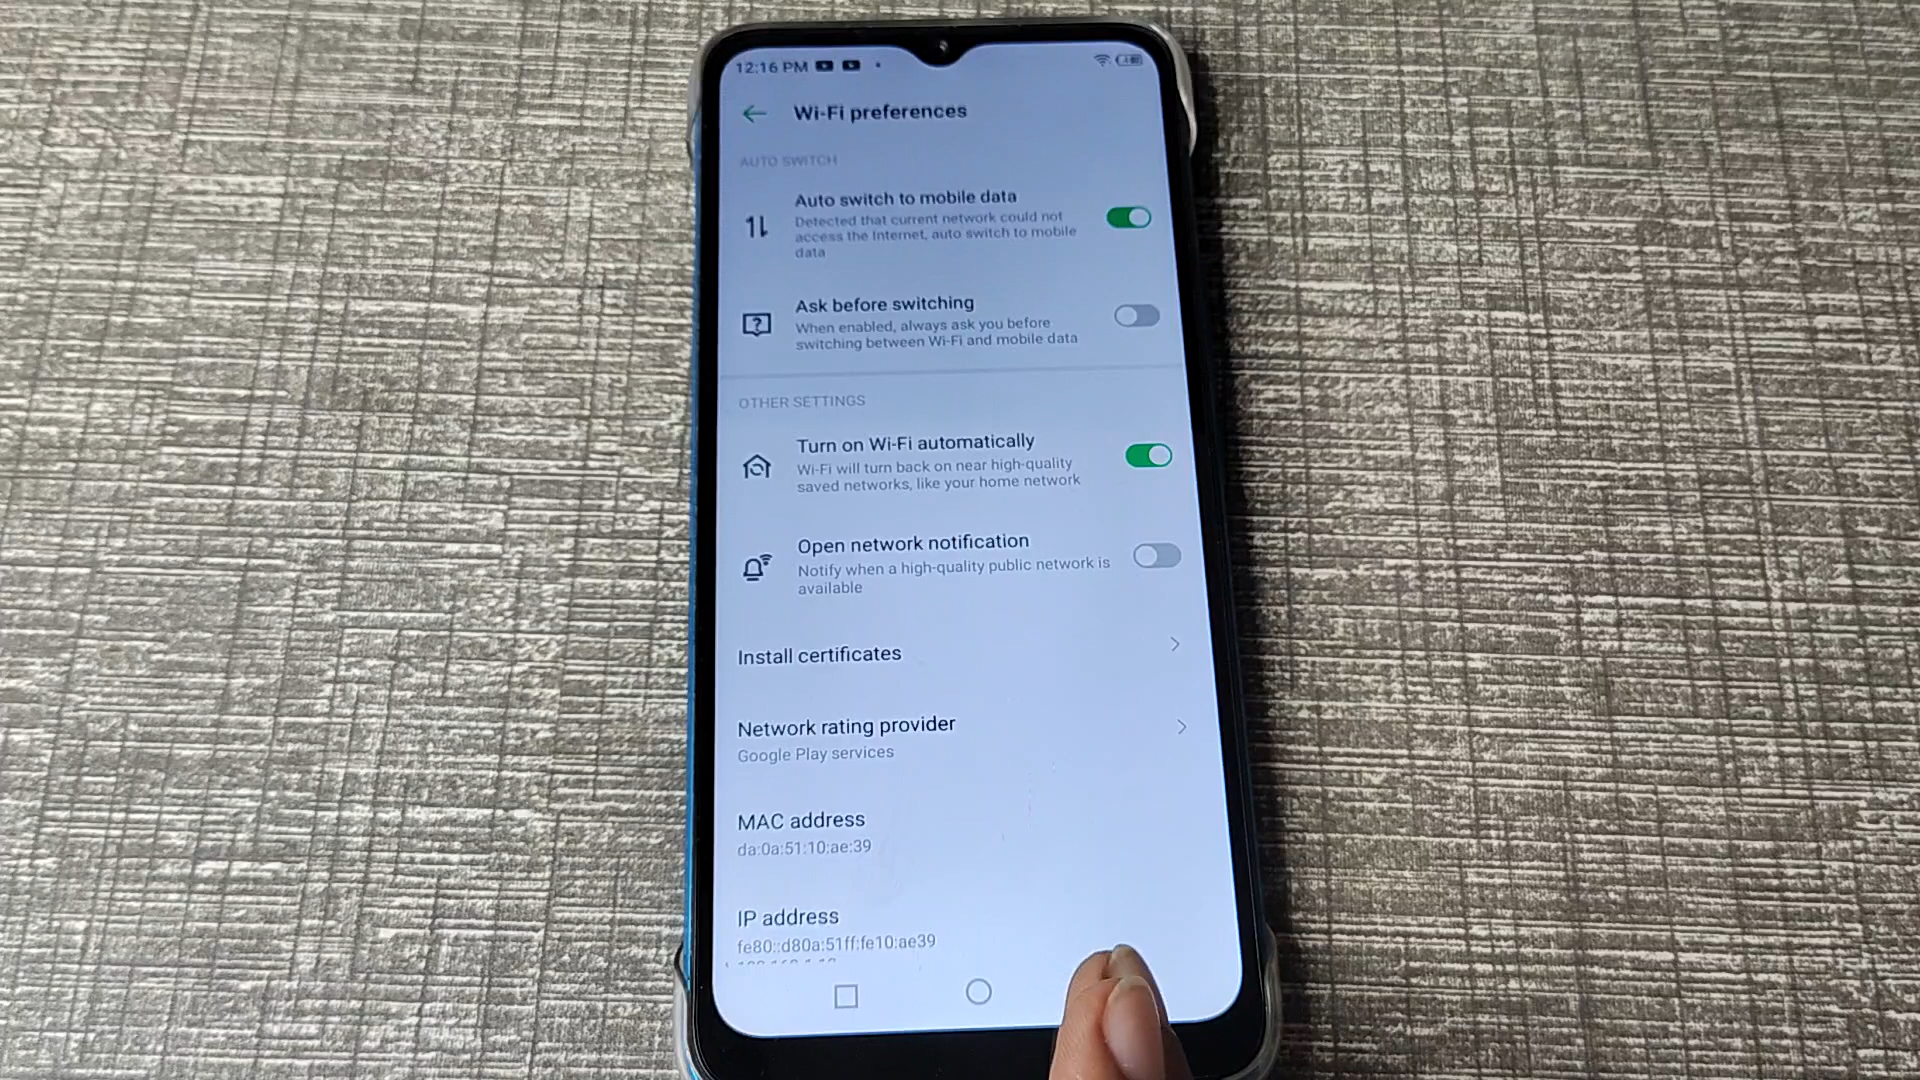 12:16 PM
Wi-Fi preferences
AUTO SWITCH
Auto switch to mobile data
Detected that current network could not
access the Internet, auto switch to mobile
data
Ask before switching
When enabled, always ask you before
switching between Wi-Fi and mobile data
OTHER SETTINGS
Turn on Wi-Fi automatically
Wi-Fi will turn back on near high-quality
saved networks, like your home network
Open network notification
Notify when a high-quality public network is
available
Install certificates
Network rating provider
Google Play services
MAC address
da:0a:51:10:ae:39
IP address
fe80::d80a:51ff:fe10:ae39